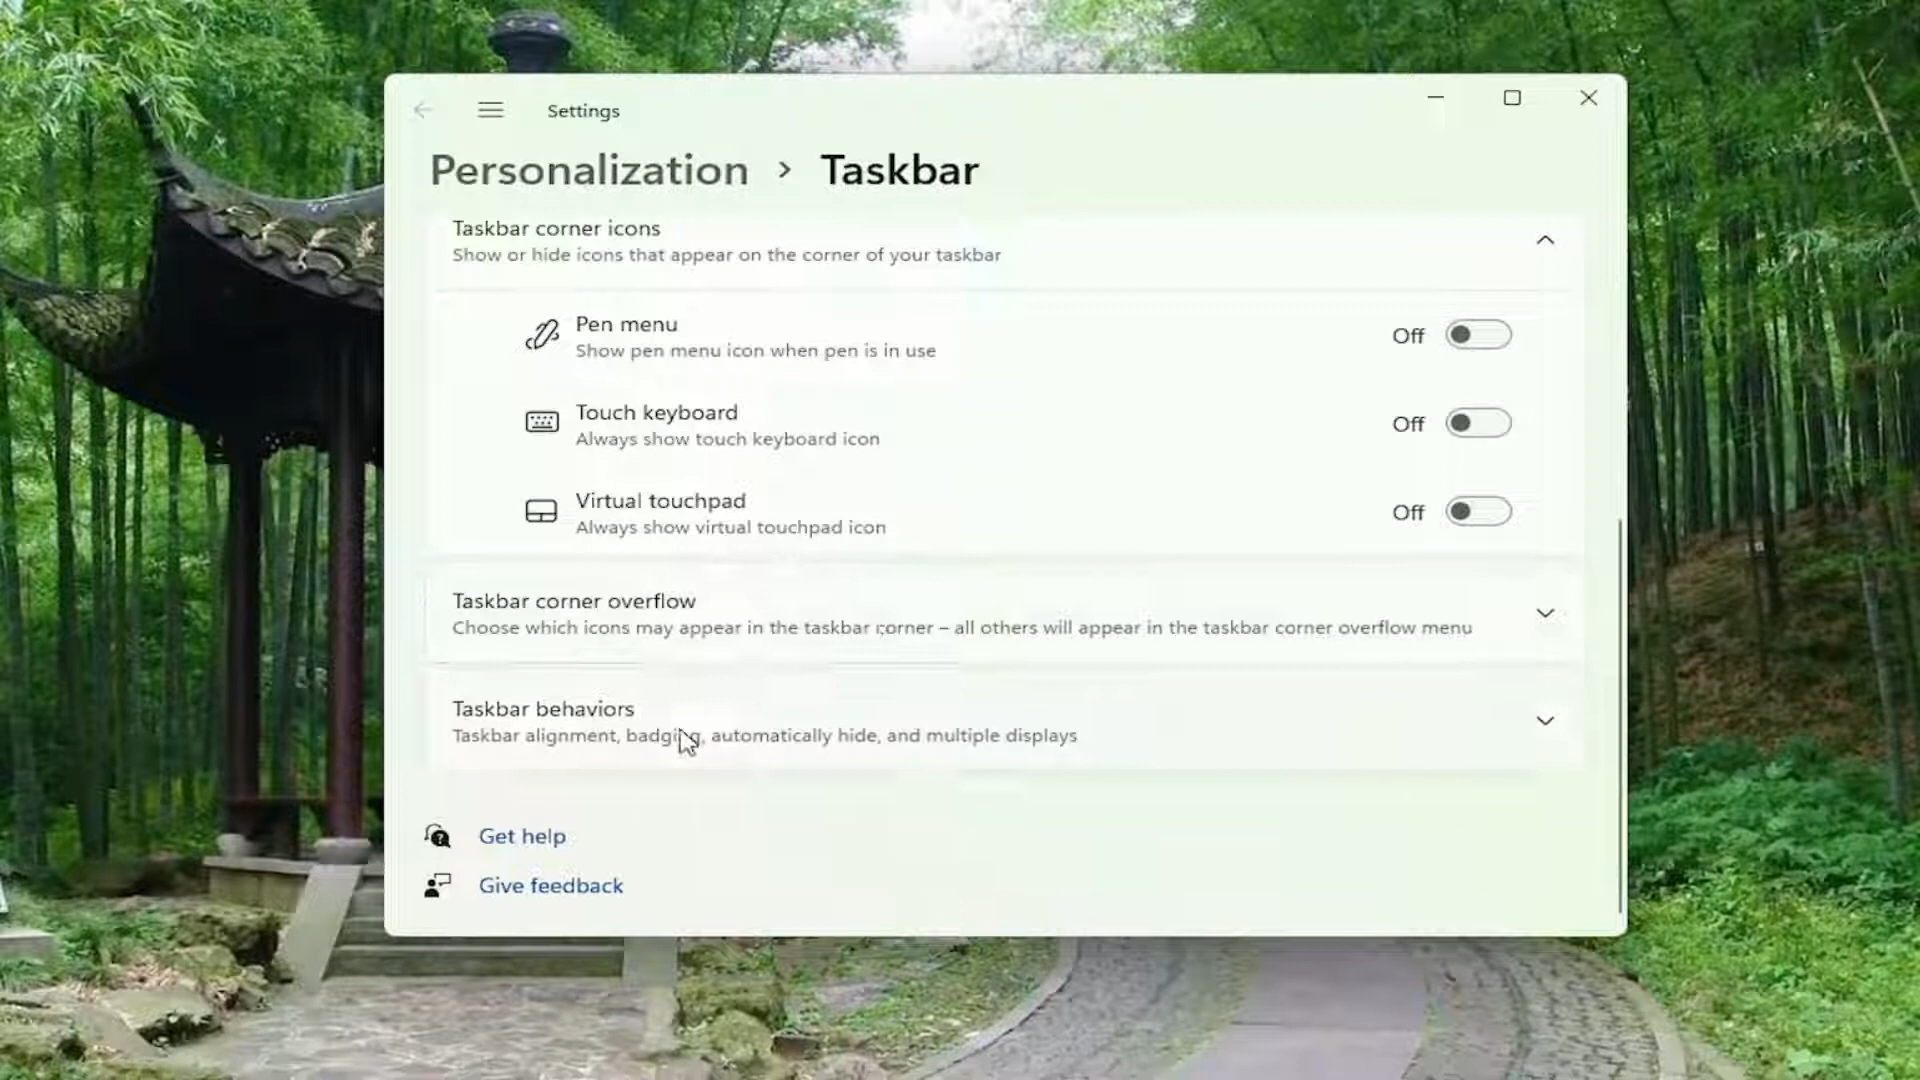 Settings
Personalization > Taskbar
Taskbar corner icons
Show or hide icons that appear on the corner of your taskbar
Pen menu
Show pen menu icon when pen is in use
Off
Touch keyboard
Always show touch keyboard icon
Off
Virtual touchpad
Always show virtual touchpad icon
Off
Taskbar corner overflow
Choose which icons may appear in the taskbar corner – all others will appear in the taskbar corner overflow menu
Taskbar behaviors
Taskbar alignment, badging, automatically hide, and multiple displays
Get help
Give feedback